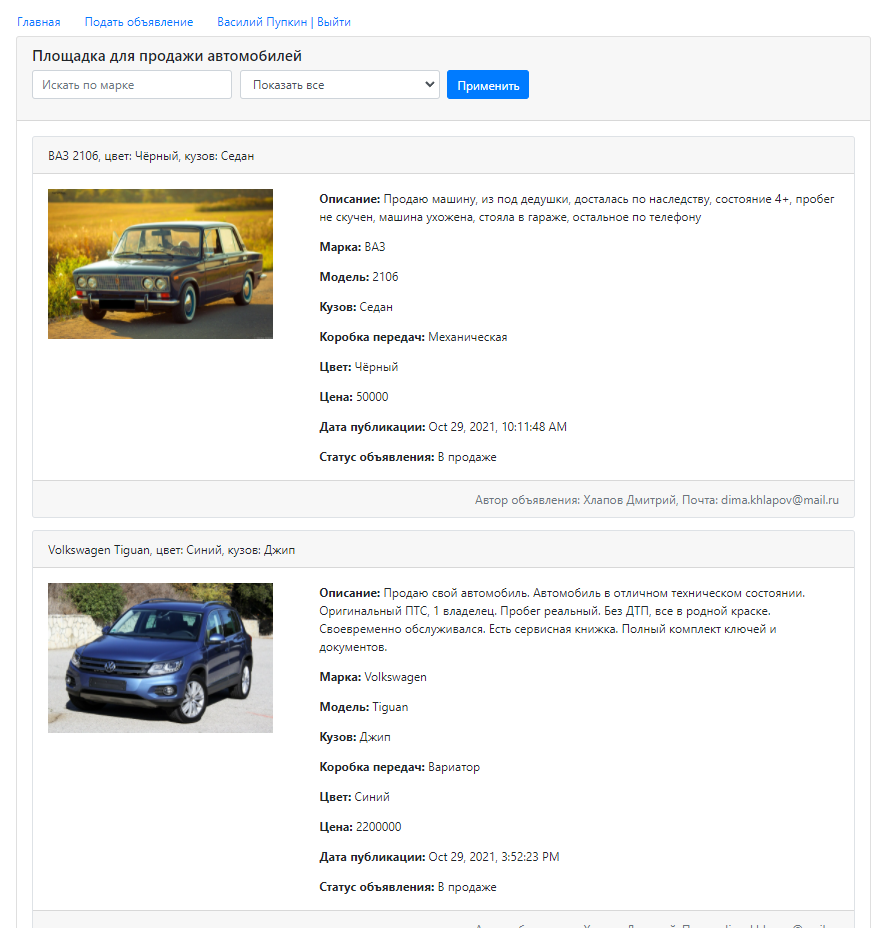 Главная Подать объявление Василий Пупкин | Выйти
Площадка для продажи автомобилей
Искать по марке Показать все Применить
ВАЗ 2106, цвет: Чёрный, кузов: Седан
Описание: Продаю машину, из под дедушки, досталась по наследству, состояние 4+, пробег
не скучен, машина ухожена, стояла в гараже, остальное по телефону
Марка: ВАЗ
Модель: 2106
Кузов: Седан
Коробка передач: Механическая
Цвет: Чёрный
Цена: 50000
Дата публикации: Oct 29, 2021, 10:11:48 AM
Статус объявления: В продаже
Автор объявления: Хлапов Дмитрий, Почта: dima.khlapov@mail.ru
Volkswagen Tiguan, цвет: Синий, кузов: Джип
Описание: Продаю свой автомобиль. Автомобиль в отличном техническом состоянии.
Оригинальный ПТС, 1 владелец. Пробег реальный. Без ДТП, все в родной краске.
Своевременно обслуживался. Есть сервисная книжка. Полный комплект ключей и
документов.
Марка: Volkswagen
Модель: Tiguan
Кузов: Джип
Коробка передач: Вариатор
Цвет: Синий
Цена: 2200000
Дата публикации: Oct 29, 2021, 3:52:23 PM
Статус объявления: В продаже